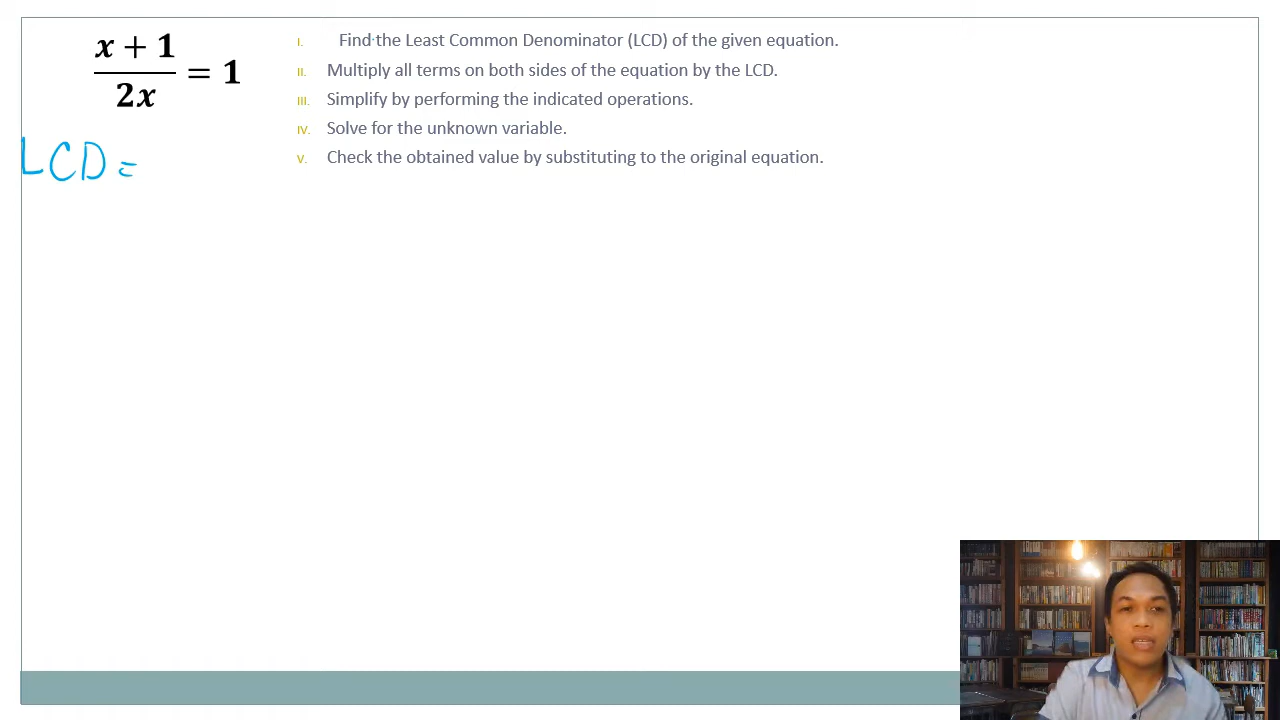 x + 1
2x
= 1
I. Find the Least Common Denominator (LCD) of the given equation.
II. Multiply all terms on both sides of the equation by the LCD.
III. Simplify by performing the indicated operations.
IV. Solve for the unknown variable.
V. Check the obtained value by substituting to the original equation.
LCD =